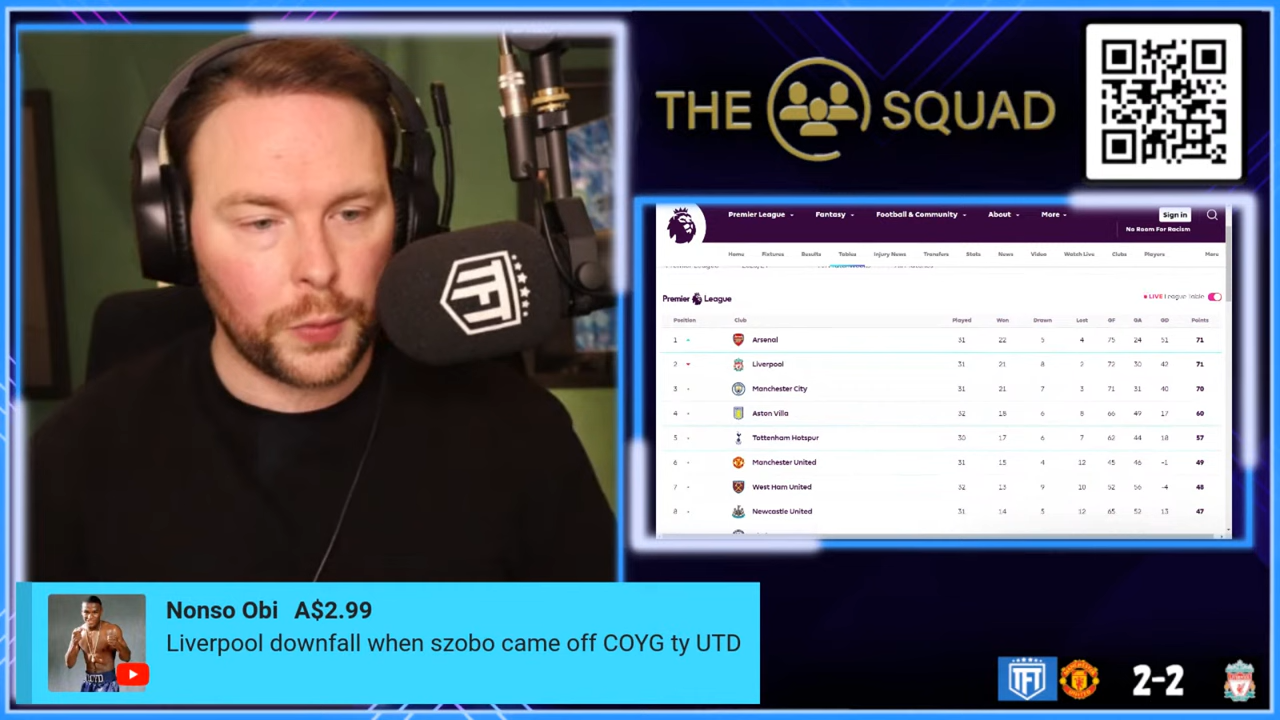 THE SQUAD
Premier League Fantasy Football & Community About More Sign in
No Room For Racism
Home Fixtures Results Tables Injury News Transfers Stats News Video Watch Live Clubs Players More
Premier League LIVE League Table
Position Club Played Won Drawn Lost GF GA GD Points
1 Arsenal 31 22 5 4 75 24 51 71
2 Liverpool 31 21 8 2 72 30 42 71
3 Manchester City 31 21 7 3 71 31 40 70
4 Aston Villa 32 18 6 8 66 49 17 60
5 Tottenham Hotspur 30 17 6 7 62 44 18 57
6 Manchester United 31 15 4 12 45 46 -1 49
7 West Ham United 32 13 9 10 52 56 -4 48
8 Newcastle United 31 14 5 12 65 52 13 47
TFT
Nonso Obi A$2.99
Liverpool downfall when szobo came off COYG ty UTD
TFT 2-2